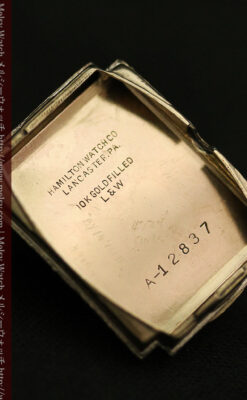 HAMILTON WATCH CO
LANCASTER, PA.
10K GOLD FILLED
L & W
A-12837